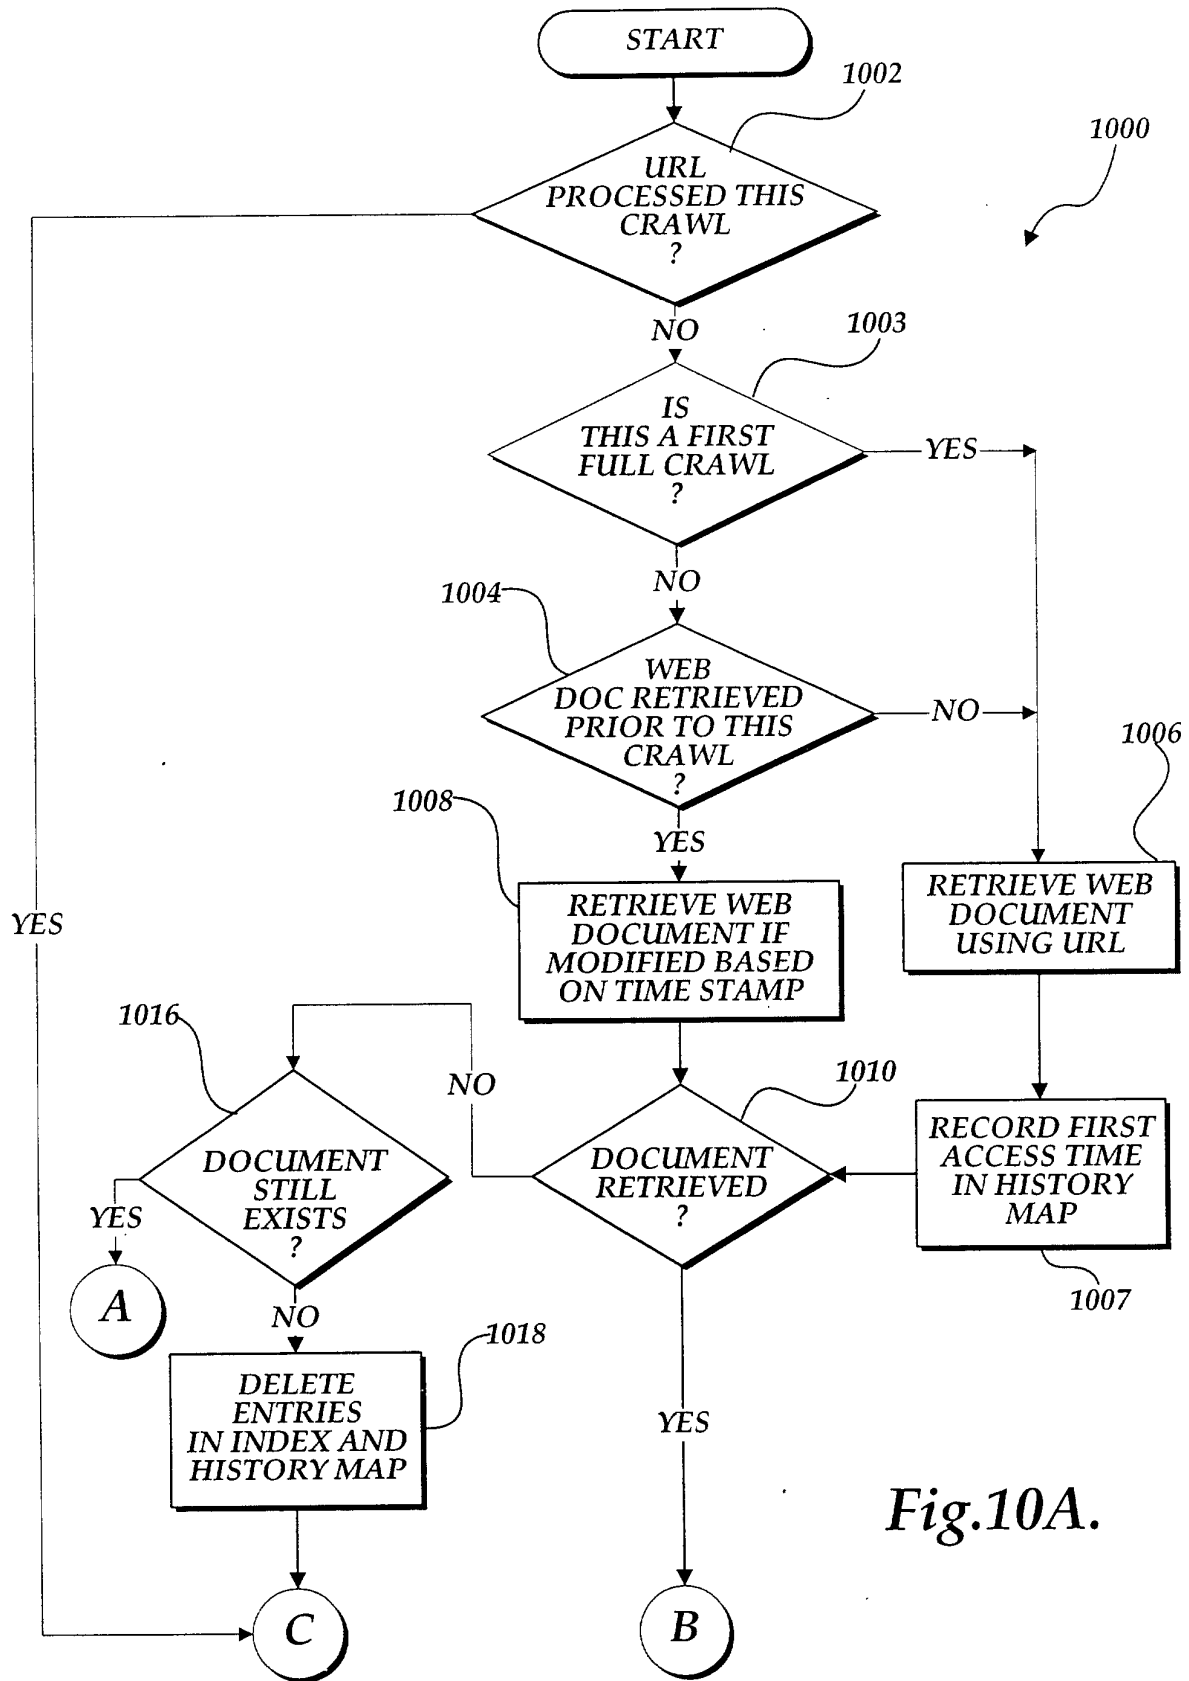 START
1002
1000
URL
PROCESSED THIS
CRAWL
?
NO
1003
IS
THIS A FIRST
FULL CRAWL
?
YES
NO
1004
WEB
DOC RETRIEVED
PRIOR TO THIS
CRAWL
?
NO
1006
1008
YES
RETRIEVE WEB
DOCUMENT IF
MODIFIED BASED
ON TIME STAMP
RETRIEVE WEB
DOCUMENT
USING URL
YES
1016
NO
1010
DOCUMENT
STILL
EXISTS
?
DOCUMENT
RETRIEVED
?
RECORD FIRST
ACCESS TIME
IN HISTORY
MAP
YES
A
1007
NO
1018
DELETE
ENTRIES
IN INDEX AND
HISTORY MAP
YES
Fig.10A.
C
B